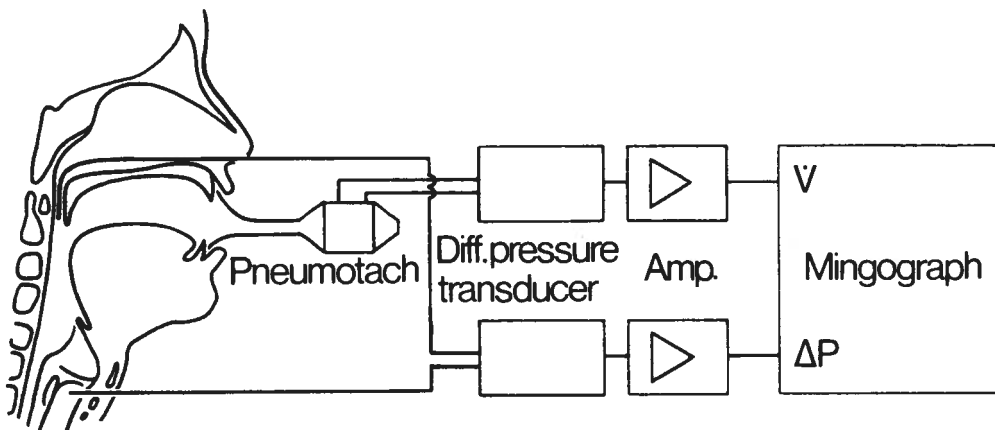 V̇
Pneumotach
Diff.pressure
transducer
Amp.
Mingograph
ΔP